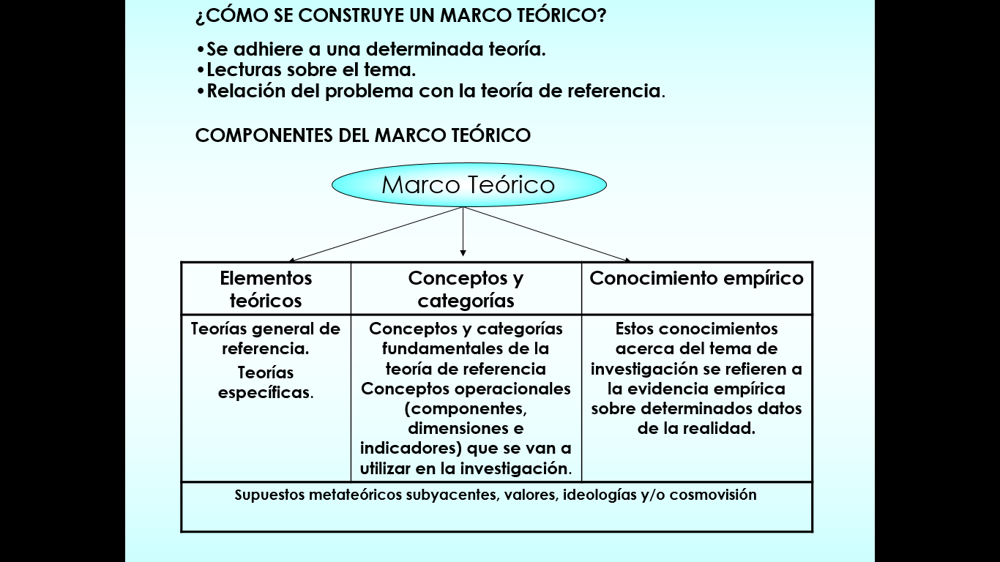 ¿CÓMO SE CONSTRUYE UN MARCO TEÓRICO?
•Se adhiere a una determinada teoría.
•Lecturas sobre el tema.
•Relación del problema con la teoría de referencia.
COMPONENTES DEL MARCO TEÓRICO
Marco Teórico
Elementos
teóricos
Conceptos y
categorías
Conocimiento empírico
Teorías general de
referencia.
Teorías
específicas.
Conceptos y categorías
fundamentales de la
teoría de referencia
Conceptos operacionales
(componentes,
dimensiones e
indicadores) que se van a
utilizar en la investigación.
Estos conocimientos
acerca del tema de
investigación se refieren a
la evidencia empírica
sobre determinados datos
de la realidad.
Supuestos metateóricos subyacentes, valores, ideologías y/o cosmovisión